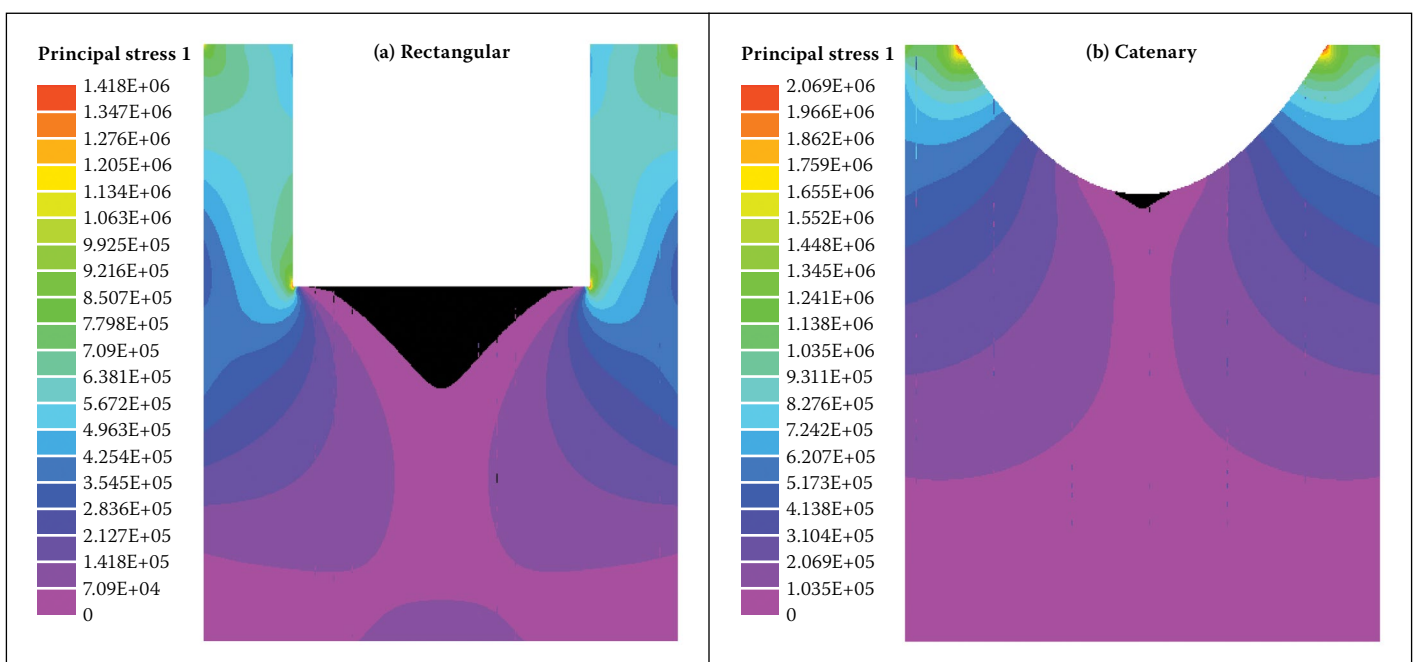 Principal stress 1
(a) Rectangular
1.418E+06
1.347E+06
1.276E+06
1.205E+06
1.134E+06
1.063E+06
9.925E+05
9.216E+05
8.507E+05
7.798E+05
7.09E+05
6.381E+05
5.672E+05
4.963E+05
4.254E+05
3.545E+05
2.836E+05
2.127E+05
1.418E+05
7.09E+04
0
Principal stress 1
(b) Catenary
2.069E+06
1.966E+06
1.862E+06
1.759E+06
1.655E+06
1.552E+06
1.448E+06
1.345E+06
1.241E+06
1.138E+06
1.035E+06
9.311E+05
8.276E+05
7.242E+05
6.207E+05
5.173E+05
4.138E+05
3.104E+05
2.069E+05
1.035E+05
0